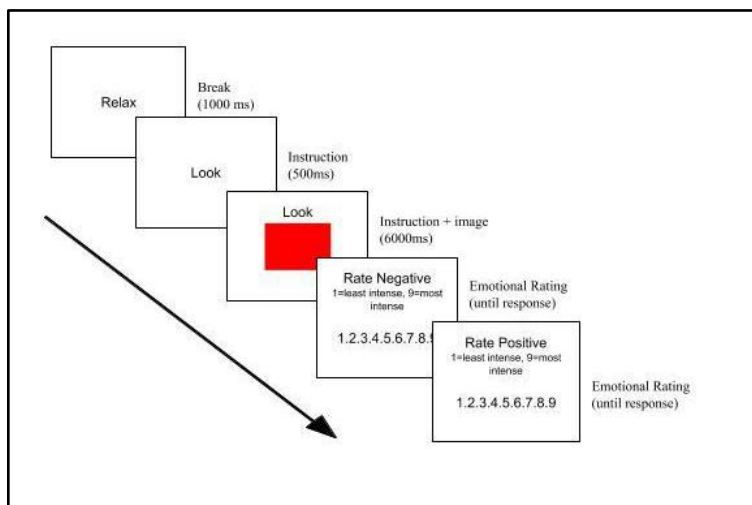 Relax
Break
(1000 ms)
Look
Instruction
(500ms)
Look
Instruction + image
(6000ms)
Rate Negative
1=least intense, 9=most
intense
1.2.3.4.5.6.7.8.9
Emotional Rating
(until response)
Rate Positive
1=least intense, 9=most
intense
1.2.3.4.5.6.7.8.9
Emotional Rating
(until response)